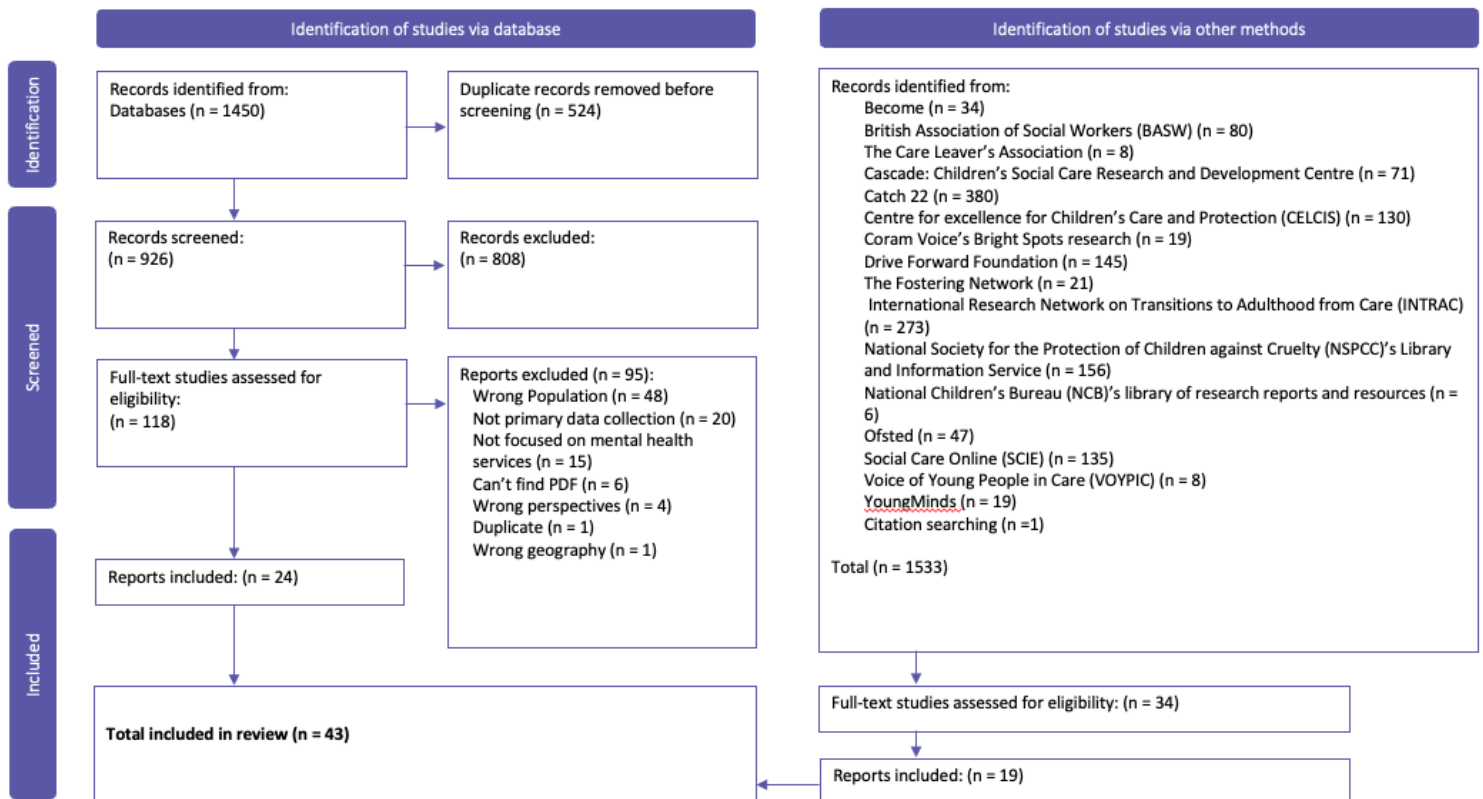 Identification of studies via database
Identification of studies via other methods
Identification
Records identified from:
Databases (n = 1450)
Duplicate records removed before
screening (n = 524)
Screened
Records screened:
(n = 926)
Records excluded:
(n = 808)
Full-text studies assessed for
eligibility:
(n = 118)
Reports excluded (n = 95):
Wrong Population (n = 48)
Not primary data collection (n = 20)
Not focused on mental health
services (n = 15)
Can't find PDF (n = 6)
Wrong perspectives (n = 4)
Duplicate (n = 1)
Wrong geography (n = 1)
Included
Reports included: (n = 24)
Total included in review (n = 43)
Records identified from:
Become (n = 34)
British Association of Social Workers (BASW) (n = 80)
The Care Leaver's Association (n = 8)
Cascade: Children's Social Care Research and Development Centre (n = 71)
Catch 22 (n = 380)
Centre for excellence for Children's Care and Protection (CELCIS) (n = 130)
Coram Voice's Bright Spots research (n = 19)
Drive Forward Foundation (n = 145)
The Fostering Network (n = 21)
International Research Network on Transitions to Adulthood from Care (INTRAC)
(n = 273)
National Society for the Protection of Children against Cruelty (NSPCC)'s Library
and Information Service (n = 156)
National Children's Bureau (NCB)'s library of research reports and resources (n =
6)
Ofsted (n = 47)
Social Care Online (SCIE) (n = 135)
Voice of Young People in Care (VOYPIC) (n = 8)
YoungMinds (n = 19)
Citation searching (n =1)
Total (n = 1533)
Full-text studies assessed for eligibility: (n = 34)
Reports included: (n = 19)